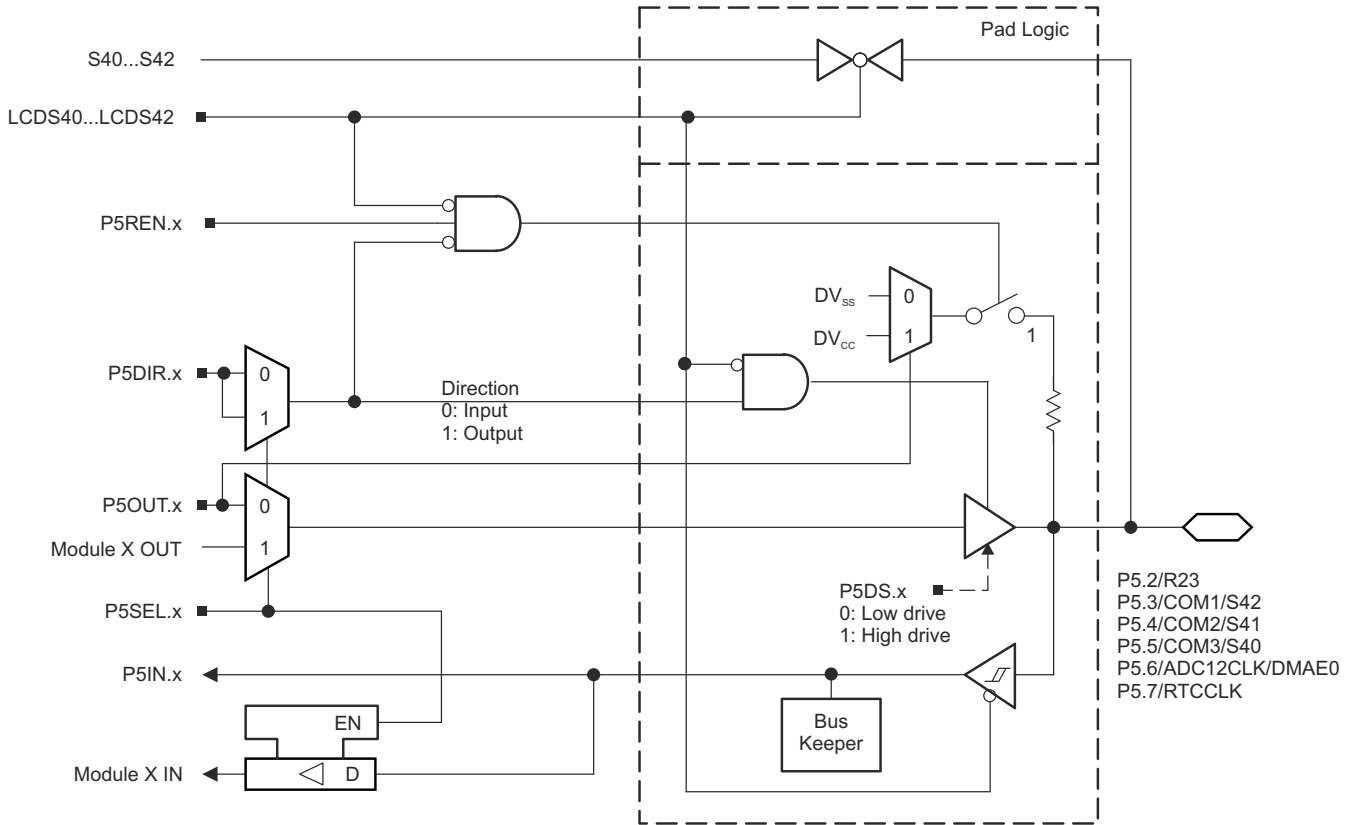 Pad Logic
S40...S42
LCDS40...LCDS42
P5REN.x
DVSS
0
DVCC
1
1
P5DIR.x
0
1
Direction
0: Input
1: Output
P5OUT.x
0
Module X OUT
1
P5DS.x
0: Low drive
1: High drive
P5SEL.x
P5.2/R23
P5.3/COM1/S42
P5.4/COM2/S41
P5.5/COM3/S40
P5.6/ADC12CLK/DMAE0
P5.7/RTCCLK
P5IN.x
Bus
Keeper
EN
Module X IN
D